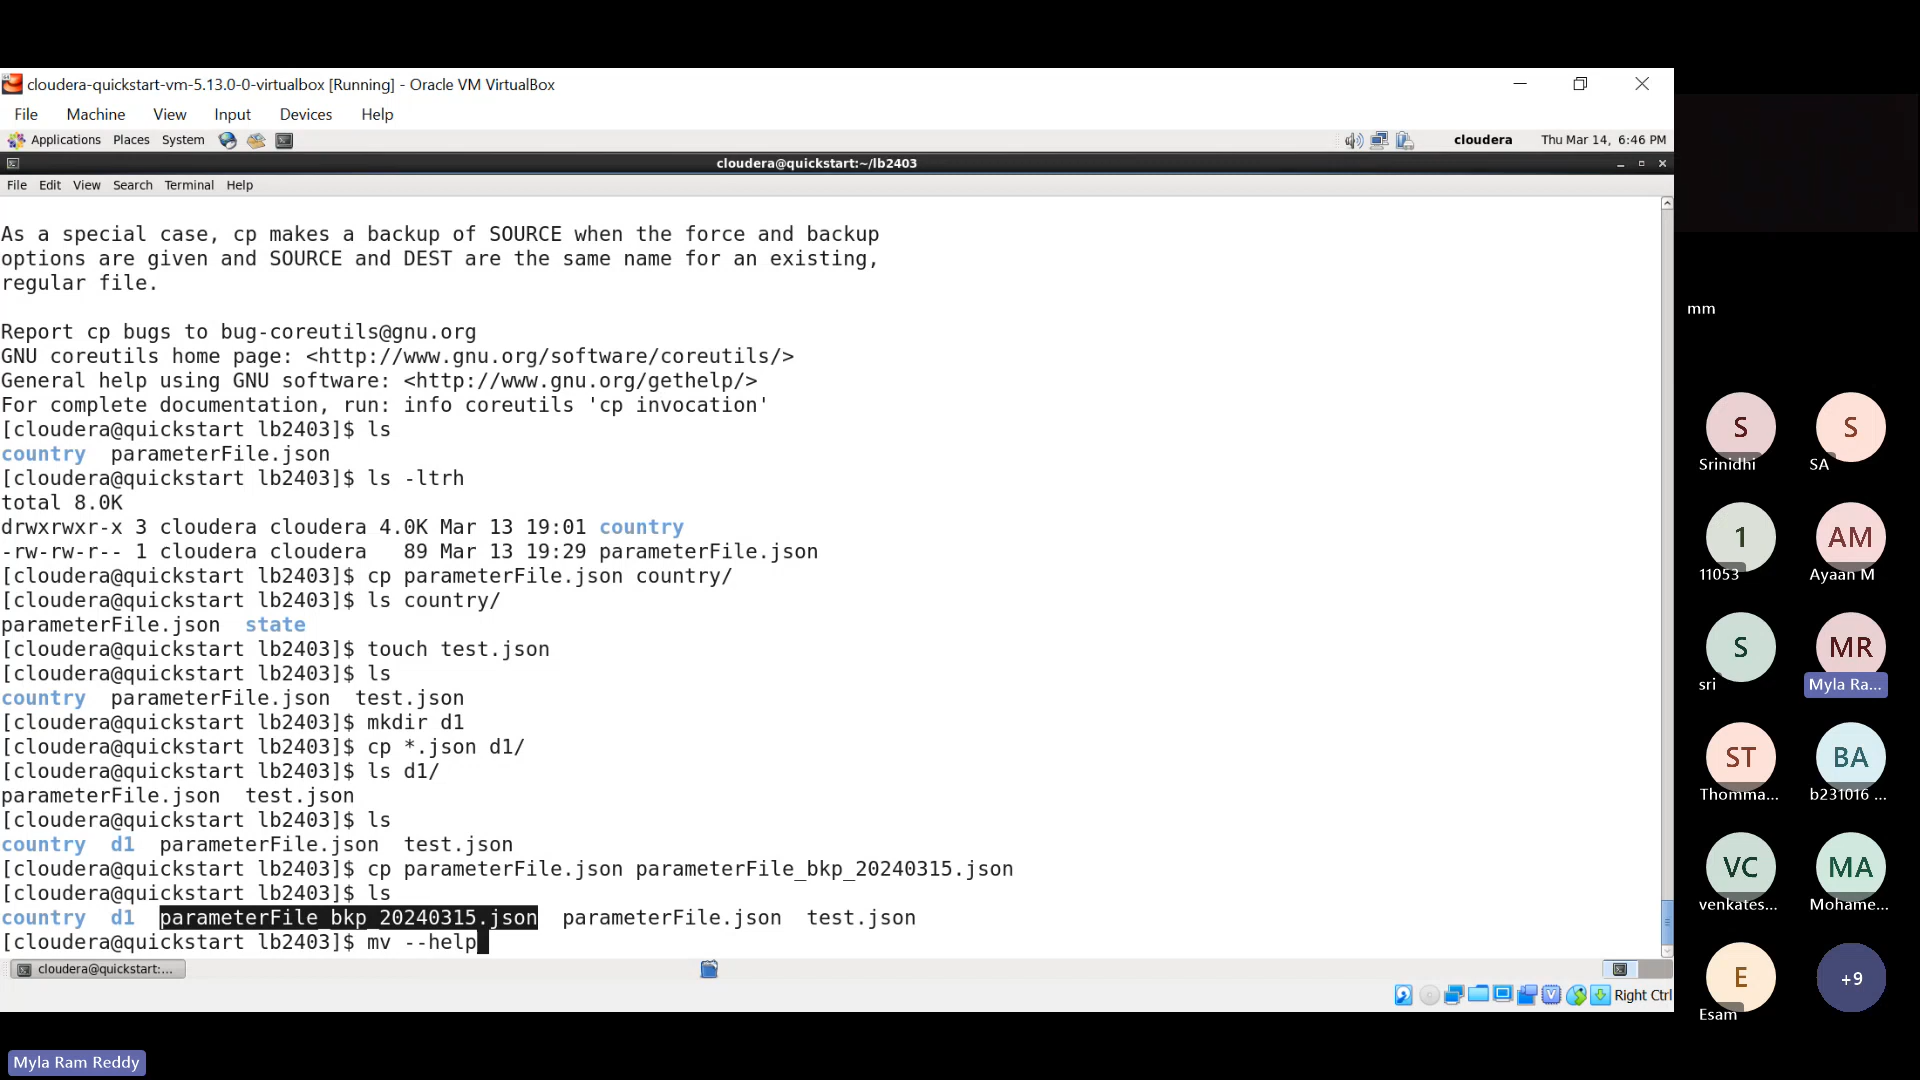 cloudera-quickstart-vm-5.13.0-0-virtualbox [Running] - Oracle VM VirtualBox
File Machine View Input Devices Help
Applications Places System cloudera Thu Mar 14, 6:46 PM
cloudera@quickstart:~/lb2403
File Edit View Search Terminal Help
As a special case, cp makes a backup of SOURCE when the force and backup
options are given and SOURCE and DEST are the same name for an existing,
regular file.
Report cp bugs to bug-coreutils@gnu.org
GNU coreutils home page: <http://www.gnu.org/software/coreutils/>
General help using GNU software: <http://www.gnu.org/gethelp/>
For complete documentation, run: info coreutils 'cp invocation'
[cloudera@quickstart lb2403]$ ls
country  parameterFile.json
[cloudera@quickstart lb2403]$ ls -ltrh
total 8.0K
drwxrwxr-x 3 cloudera cloudera 4.0K Mar 13 19:01 country
-rw-rw-r-- 1 cloudera cloudera   89 Mar 13 19:29 parameterFile.json
[cloudera@quickstart lb2403]$ cp parameterFile.json country/
[cloudera@quickstart lb2403]$ ls country/
parameterFile.json  state
[cloudera@quickstart lb2403]$ touch test.json
[cloudera@quickstart lb2403]$ ls
country  parameterFile.json  test.json
[cloudera@quickstart lb2403]$ mkdir d1
[cloudera@quickstart lb2403]$ cp *.json d1/
[cloudera@quickstart lb2403]$ ls d1/
parameterFile.json  test.json
[cloudera@quickstart lb2403]$ ls
country  d1  parameterFile.json  test.json
[cloudera@quickstart lb2403]$ cp parameterFile.json parameterFile_bkp_20240315.json
[cloudera@quickstart lb2403]$ ls
country  d1  parameterFile_bkp_20240315.json  parameterFile.json  test.json
[cloudera@quickstart lb2403]$ mv --help
cloudera@quickstart:...
Right Ctrl
mm
S S
Srinidhi SA
1 AM
11053 Ayaan M
S MR
sri Myla Ra...
ST BA
Thomma... b231016 ...
VC MA
venkates... Mohame...
E +9
Esam
Myla Ram Reddy